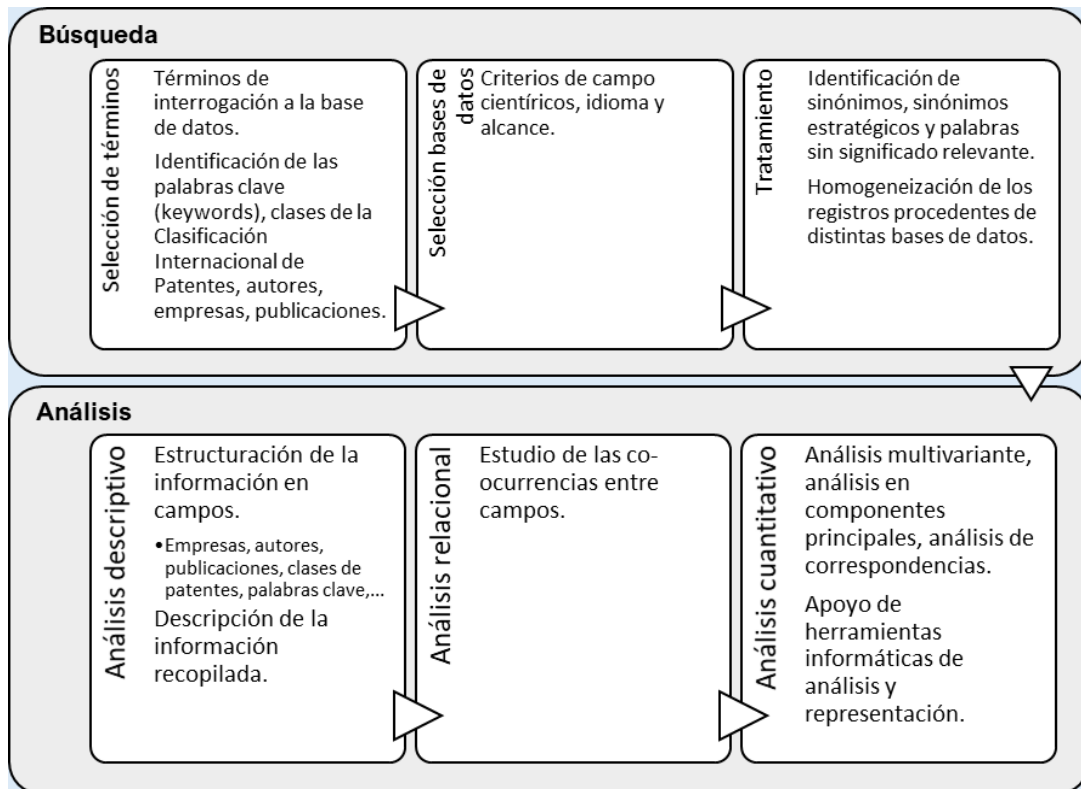 Búsqueda
Selección de términos
Términos de
interrogación a la base
de datos.
Identificación de las
palabras clave
(keywords), clases de la
Clasificación
Internacional de
Patentes, autores,
empresas, publicaciones.
Selección bases de
datos
Criterios de campo
científicos, idioma y
alcance.
Tratamiento
Identificación de
sinónimos, sinónimos
estratégicos y palabras
sin significado relevante.
Homogeneización de los
registros procedentes de
distintas bases de datos.
Análisis
Análisis descriptivo
Estructuración de la
información en
campos.
•Empresas, autores,
publicaciones, clases de
patentes, palabras clave,...
Descripción de la
información
recopilada.
Análisis relacional
Estudio de las co-
ocurrencias entre
campos.
Análisis cuantitativo
Análisis multivariante,
análisis en
componentes
principales, análisis de
correspondencias.
Apoyo de
herramientas
informáticas de
análisis y
representación.